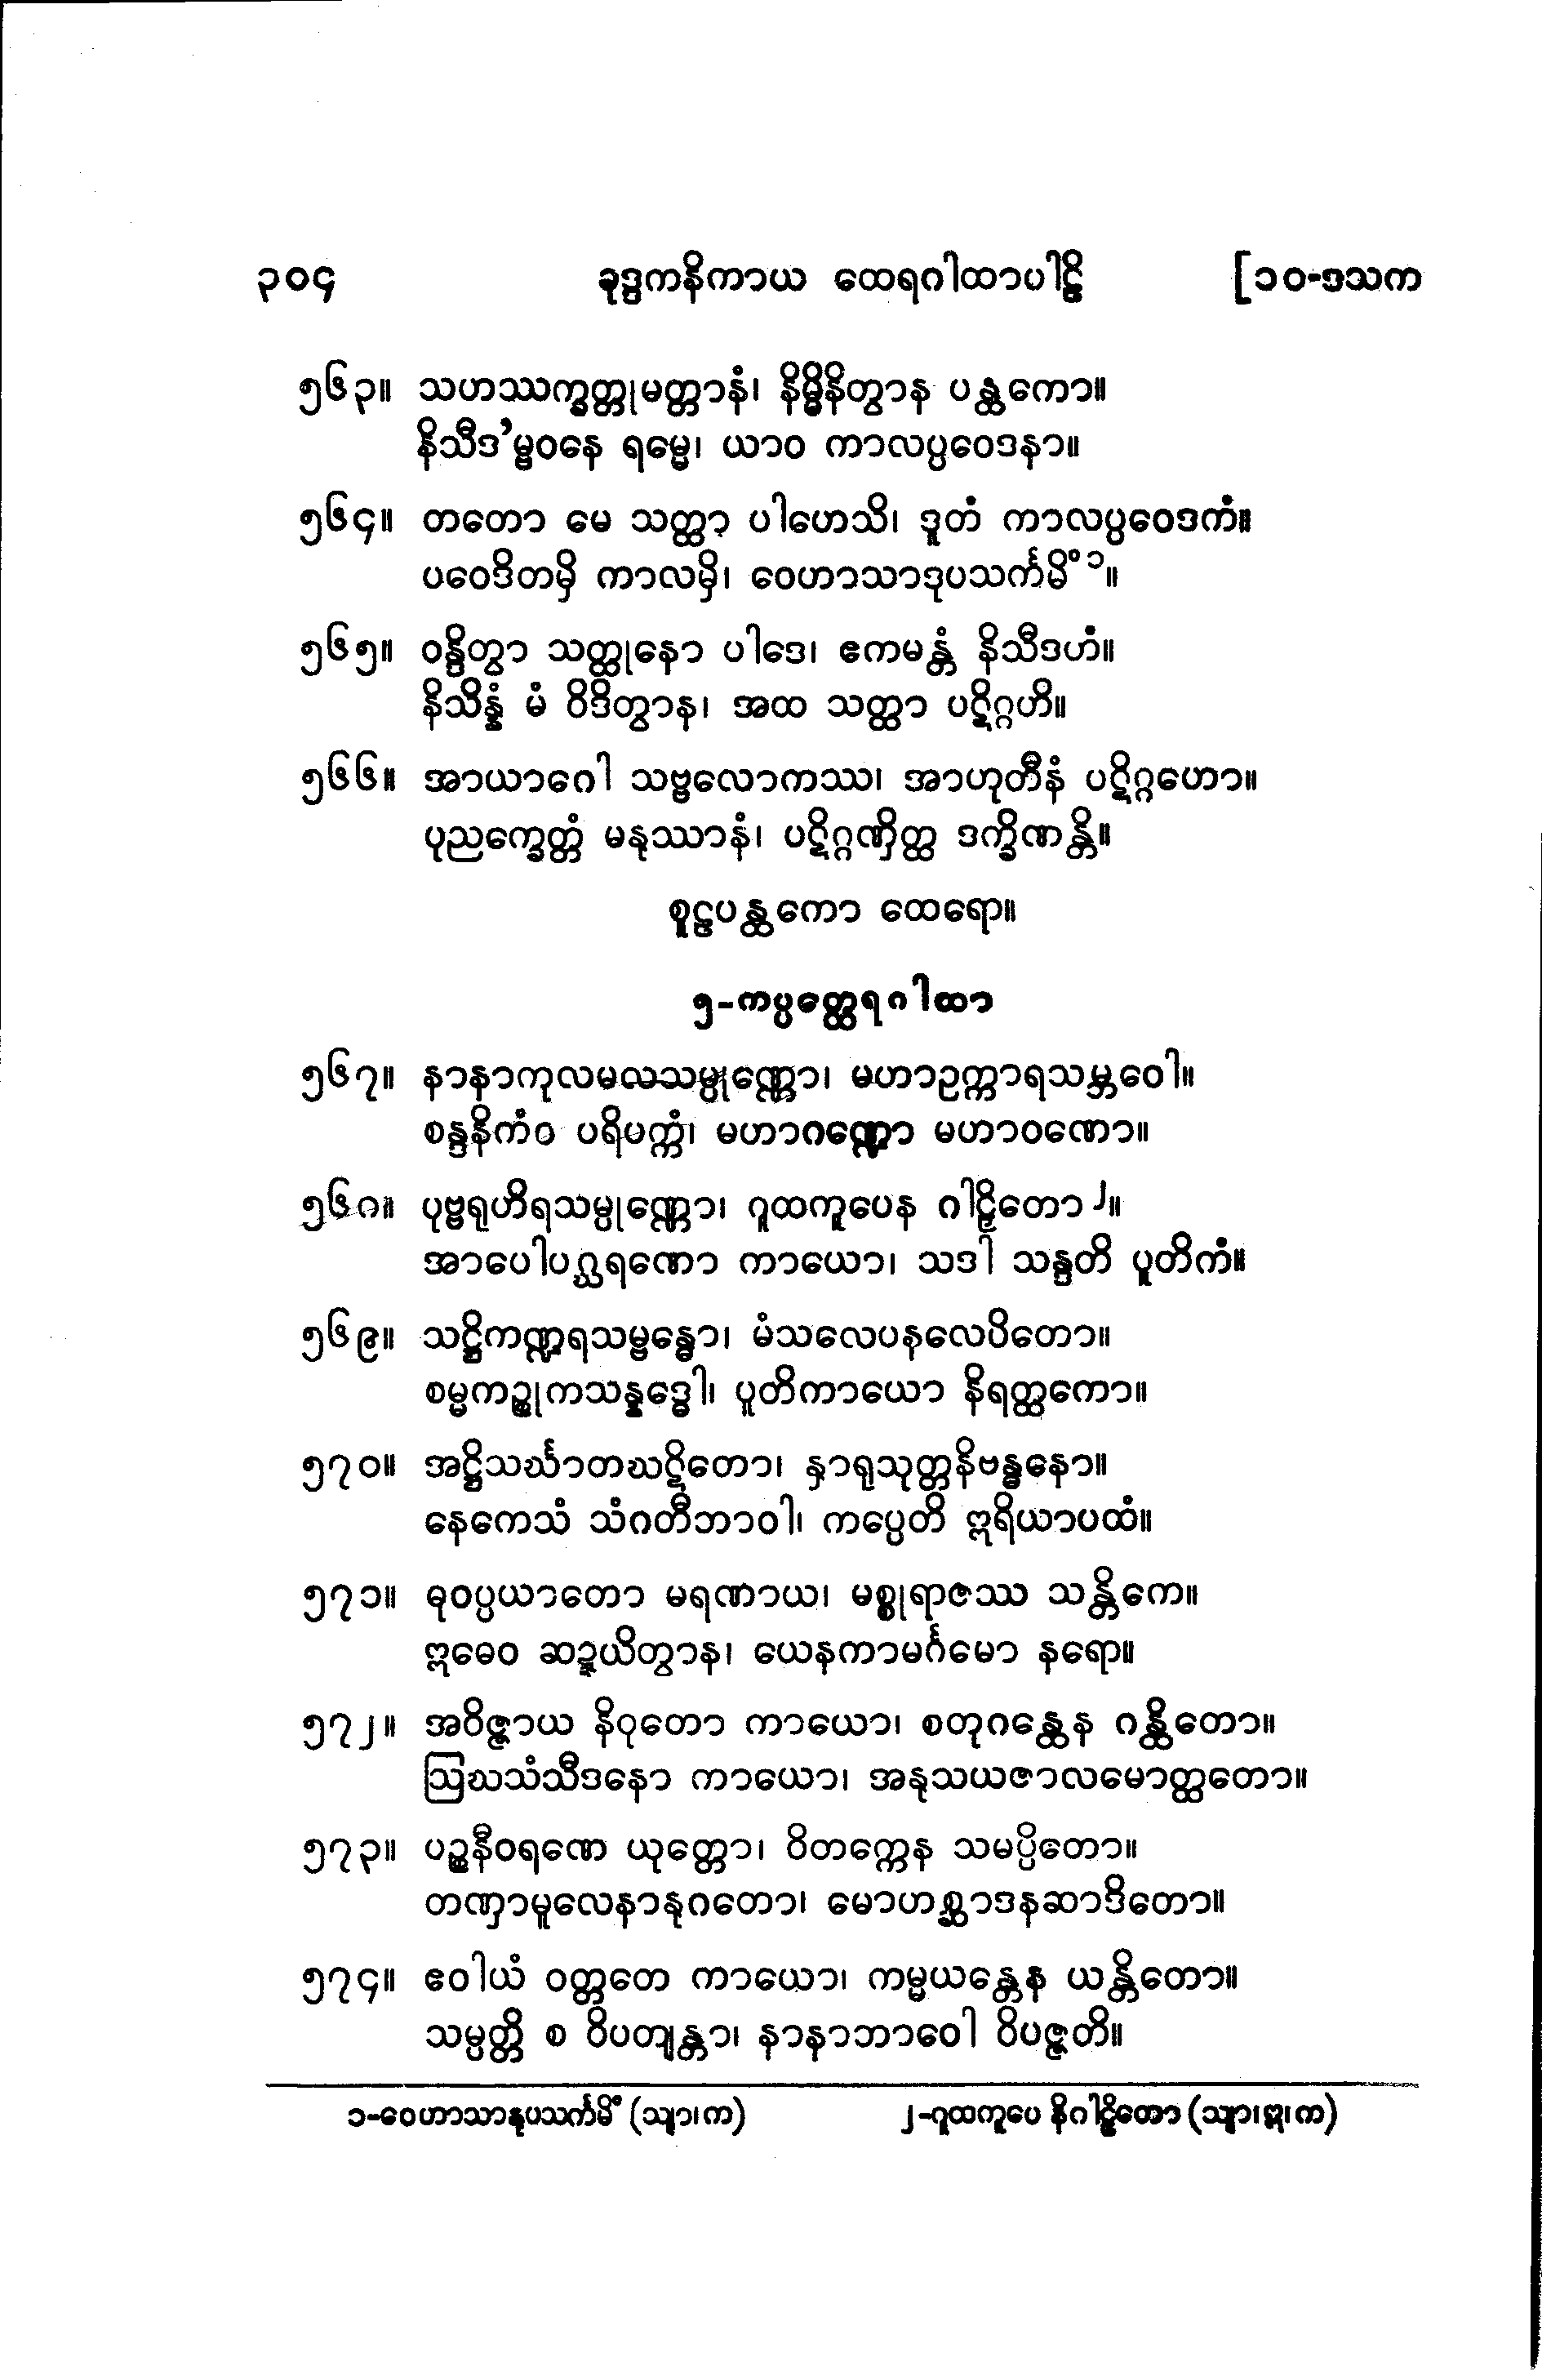 ၃၀၄ ခုဒ္ဒကနိကာယ ထေရဂါထာပါဠိ [၁၀-ဒသက
၅၆၃။ သဟဿက္ခတ္တုမတ္တာနံ၊ နိမ္မိနိတွာန ပန္ထကော။
နိသီဒ’မ္ဗဝနေ ရမ္မေ၊ ယာဝ ကာလပ္ပဝေဒနာ။
၅၆၄။ တတော မေ သတ္ထာ ပါဟေသိ၊ ဒူတံ ကာလပ္ပဝေဒကံ။
ပဝေဒိတမှိ ကာလမှိ၊ ဝေဟာသာဒုပသင်္ကမိံ ၁။
၅၆၅။ ဝန္ဒိတွာ သတ္ထုနော ပါဒေ၊ ဧကမန္တံ နိသီဒဟံ။
နိသိန္နံ မံ ဝိဒိတွာန၊ အထ သတ္ထာ ပဋိဂ္ဂဟိ။
၅၆၆။ အာယာဂေါ သဗ္ဗလောကဿ၊ အာဟုတီနံ ပဋိဂ္ဂဟော။
ပုညက္ခေတ္တံ မနုဿာနံ၊ ပဋိဂ္ဂဏှိတ္ထ ဒက္ခိဏန္တိ။
စူဠပန္ထကော ထေရော။
၅-ကပ္ပတ္ထေရဂါထာ
၅၆၇။ နာနာကုလမလသမ္ပုဏ္ဏော၊ မဟာဥက္ကာရသမ္ဘဝေါ။
စန္ဒနိကံဝ ပရိပက္ကံ၊ မဟာဂဏ္ဍော မဟာဝဏော။
၅၆၈။ ပုဗ္ဗရုဟိရသမ္ပုဏ္ဏော၊ ဂူထကူပေန ဂါဠှိတော ၂။
အာပေါပဂ္ဃရဏော ကာယော၊ သဒါ သန္ဒတိ ပူတိကံ။
၅၆၉။ သဋ္ဌိကဏ္ဍရသမ္ဗန္ဓော၊ မံသလေပနလေပိတော။
စမ္မကဉ္စုကသန္နဒ္ဓေါ၊ ပူတိကာယော နိရတ္ထကော။
၅၇၀။ အဋ္ဌိသင်္ဃာတဃဋိတော၊ နှာရုသုတ္တနိဗန္ဓနော။
နေကေသံ သံဂတီဘာဝါ၊ ကပ္ပေတိ ဣရိယာပထံ။
၅၇၁။ ဓုဝပ္ပယာတော မရဏာယ၊ မစ္စုရာဇဿ သန္တိကေ။
ဣဓေဝ ဆဍ္ဍယိတွာန၊ ယေနကာမင်္ဂမော နရော။
၅၇၂။ အဝိဇ္ဇာယ နိဝုတော ကာယော၊ စတုဂန္ထေန ဂန္ထိတော။
ဩဃသံသီဒနော ကာယော၊ အနုသယဇာလမောတ္ထတော။
၅၇၃။ ပဉ္စနီဝရဏေ ယုတ္တော၊ ဝိတက္ကေန သမပ္ပိတော။
တဏှာမူလေနာနုဂတော၊ မောဟစ္ဆာဒနဆာဒိတော။
၅၇၄။ ဧဝါယံ ဝတ္တတေ ကာယော၊ ကမ္မယန္တေန ယန္တိတော။
သမ္ပတ္တိ စ ဝိပတျန္တာ၊ နာနာဘာဝေါ ဝိပဇ္ဇတိ။
၁-ဝေဟာသာနုပသင်္ကမိံ (သျာ၊က) ၂-ဂူထကူပေ နိဂါဠှိတော (သျာ၊ဣ၊က)